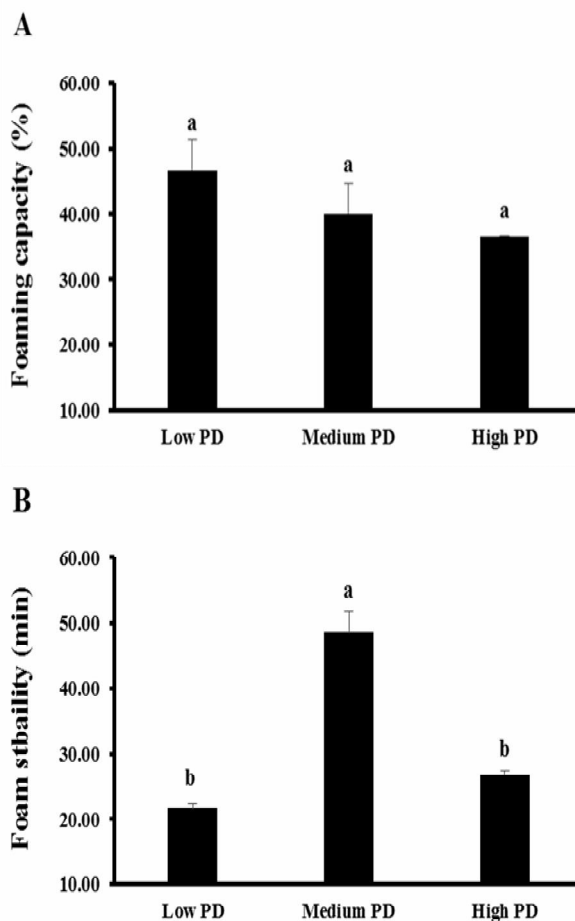 A
Foaming capacity (%)
60.00
50.00
40.00
30.00
20.00
10.00
a
a
a
Low PD
Medium PD
High PD
B
Foam stbaility (min)
60.00
50.00
40.00
30.00
20.00
10.00
b
a
b
Low PD
Medium PD
High PD